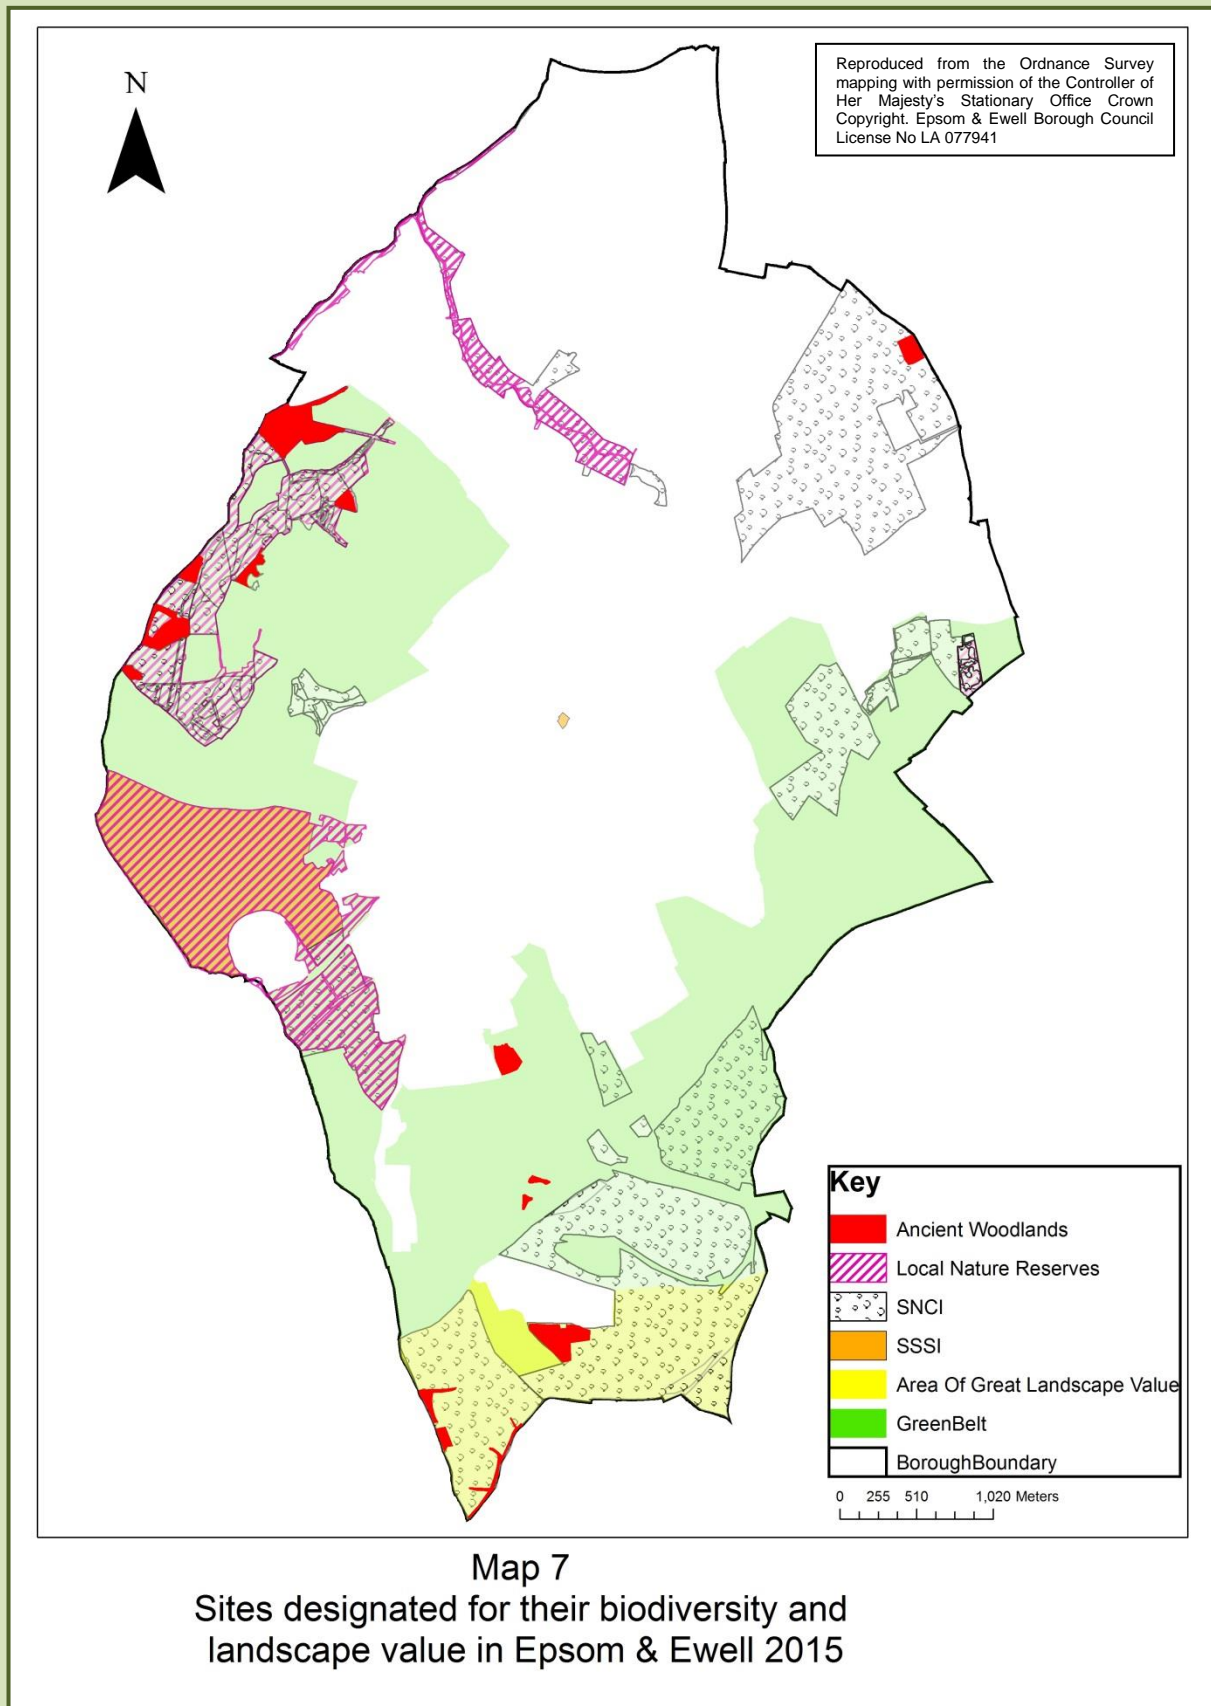 N
Reproduced from the Ordnance Survey
mapping with permission of the Controller of
Her Majesty's Stationary Office Crown
Copyright. Epsom & Ewell Borough Council
License No LA 077941
Key
Ancient Woodlands
Local Nature Reserves
SNCI
SSSI
Area Of Great Landscape Value
GreenBelt
BoroughBoundary
0 255 510 1,020 Meters
Map 7
Sites designated for their biodiversity and
landscape value in Epsom & Ewell 2015